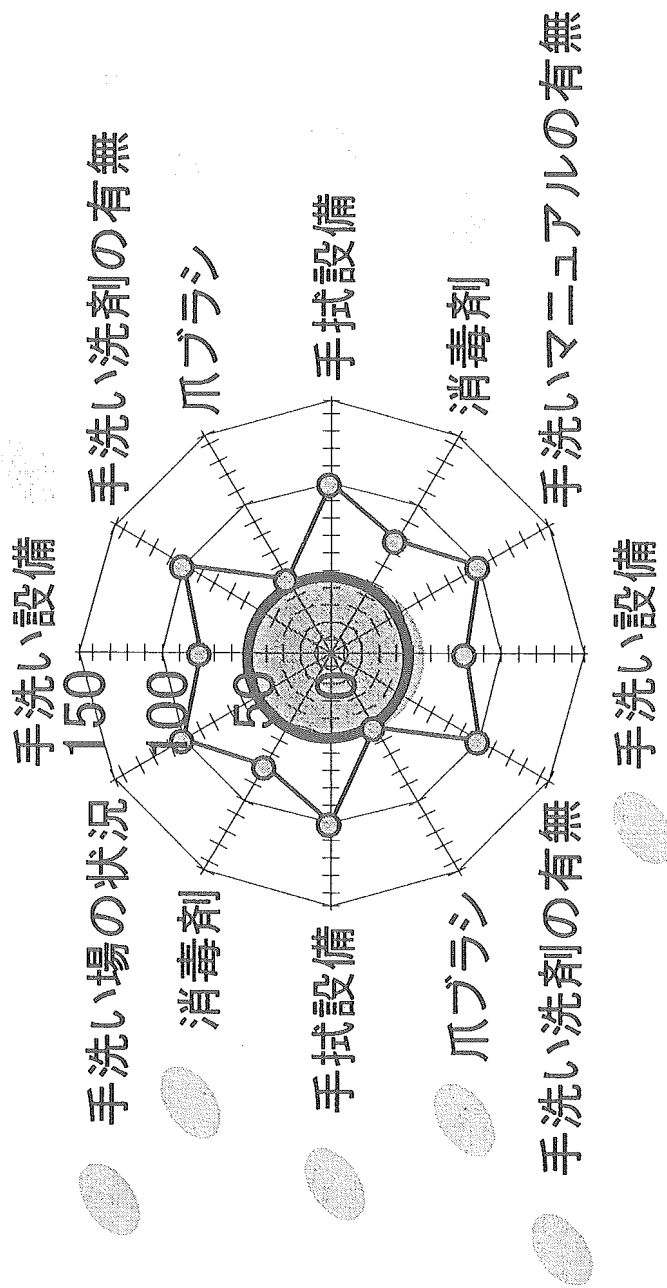 手洗い設備
150
100
50
0
手洗い洗剤の有無
爪ブラシ
手拭設備
消毒剤
手洗いマニュアルの有無
手洗い設備
手洗い洗剤の有無
爪ブラシ
手拭設備
消毒剤
手洗い場の状況